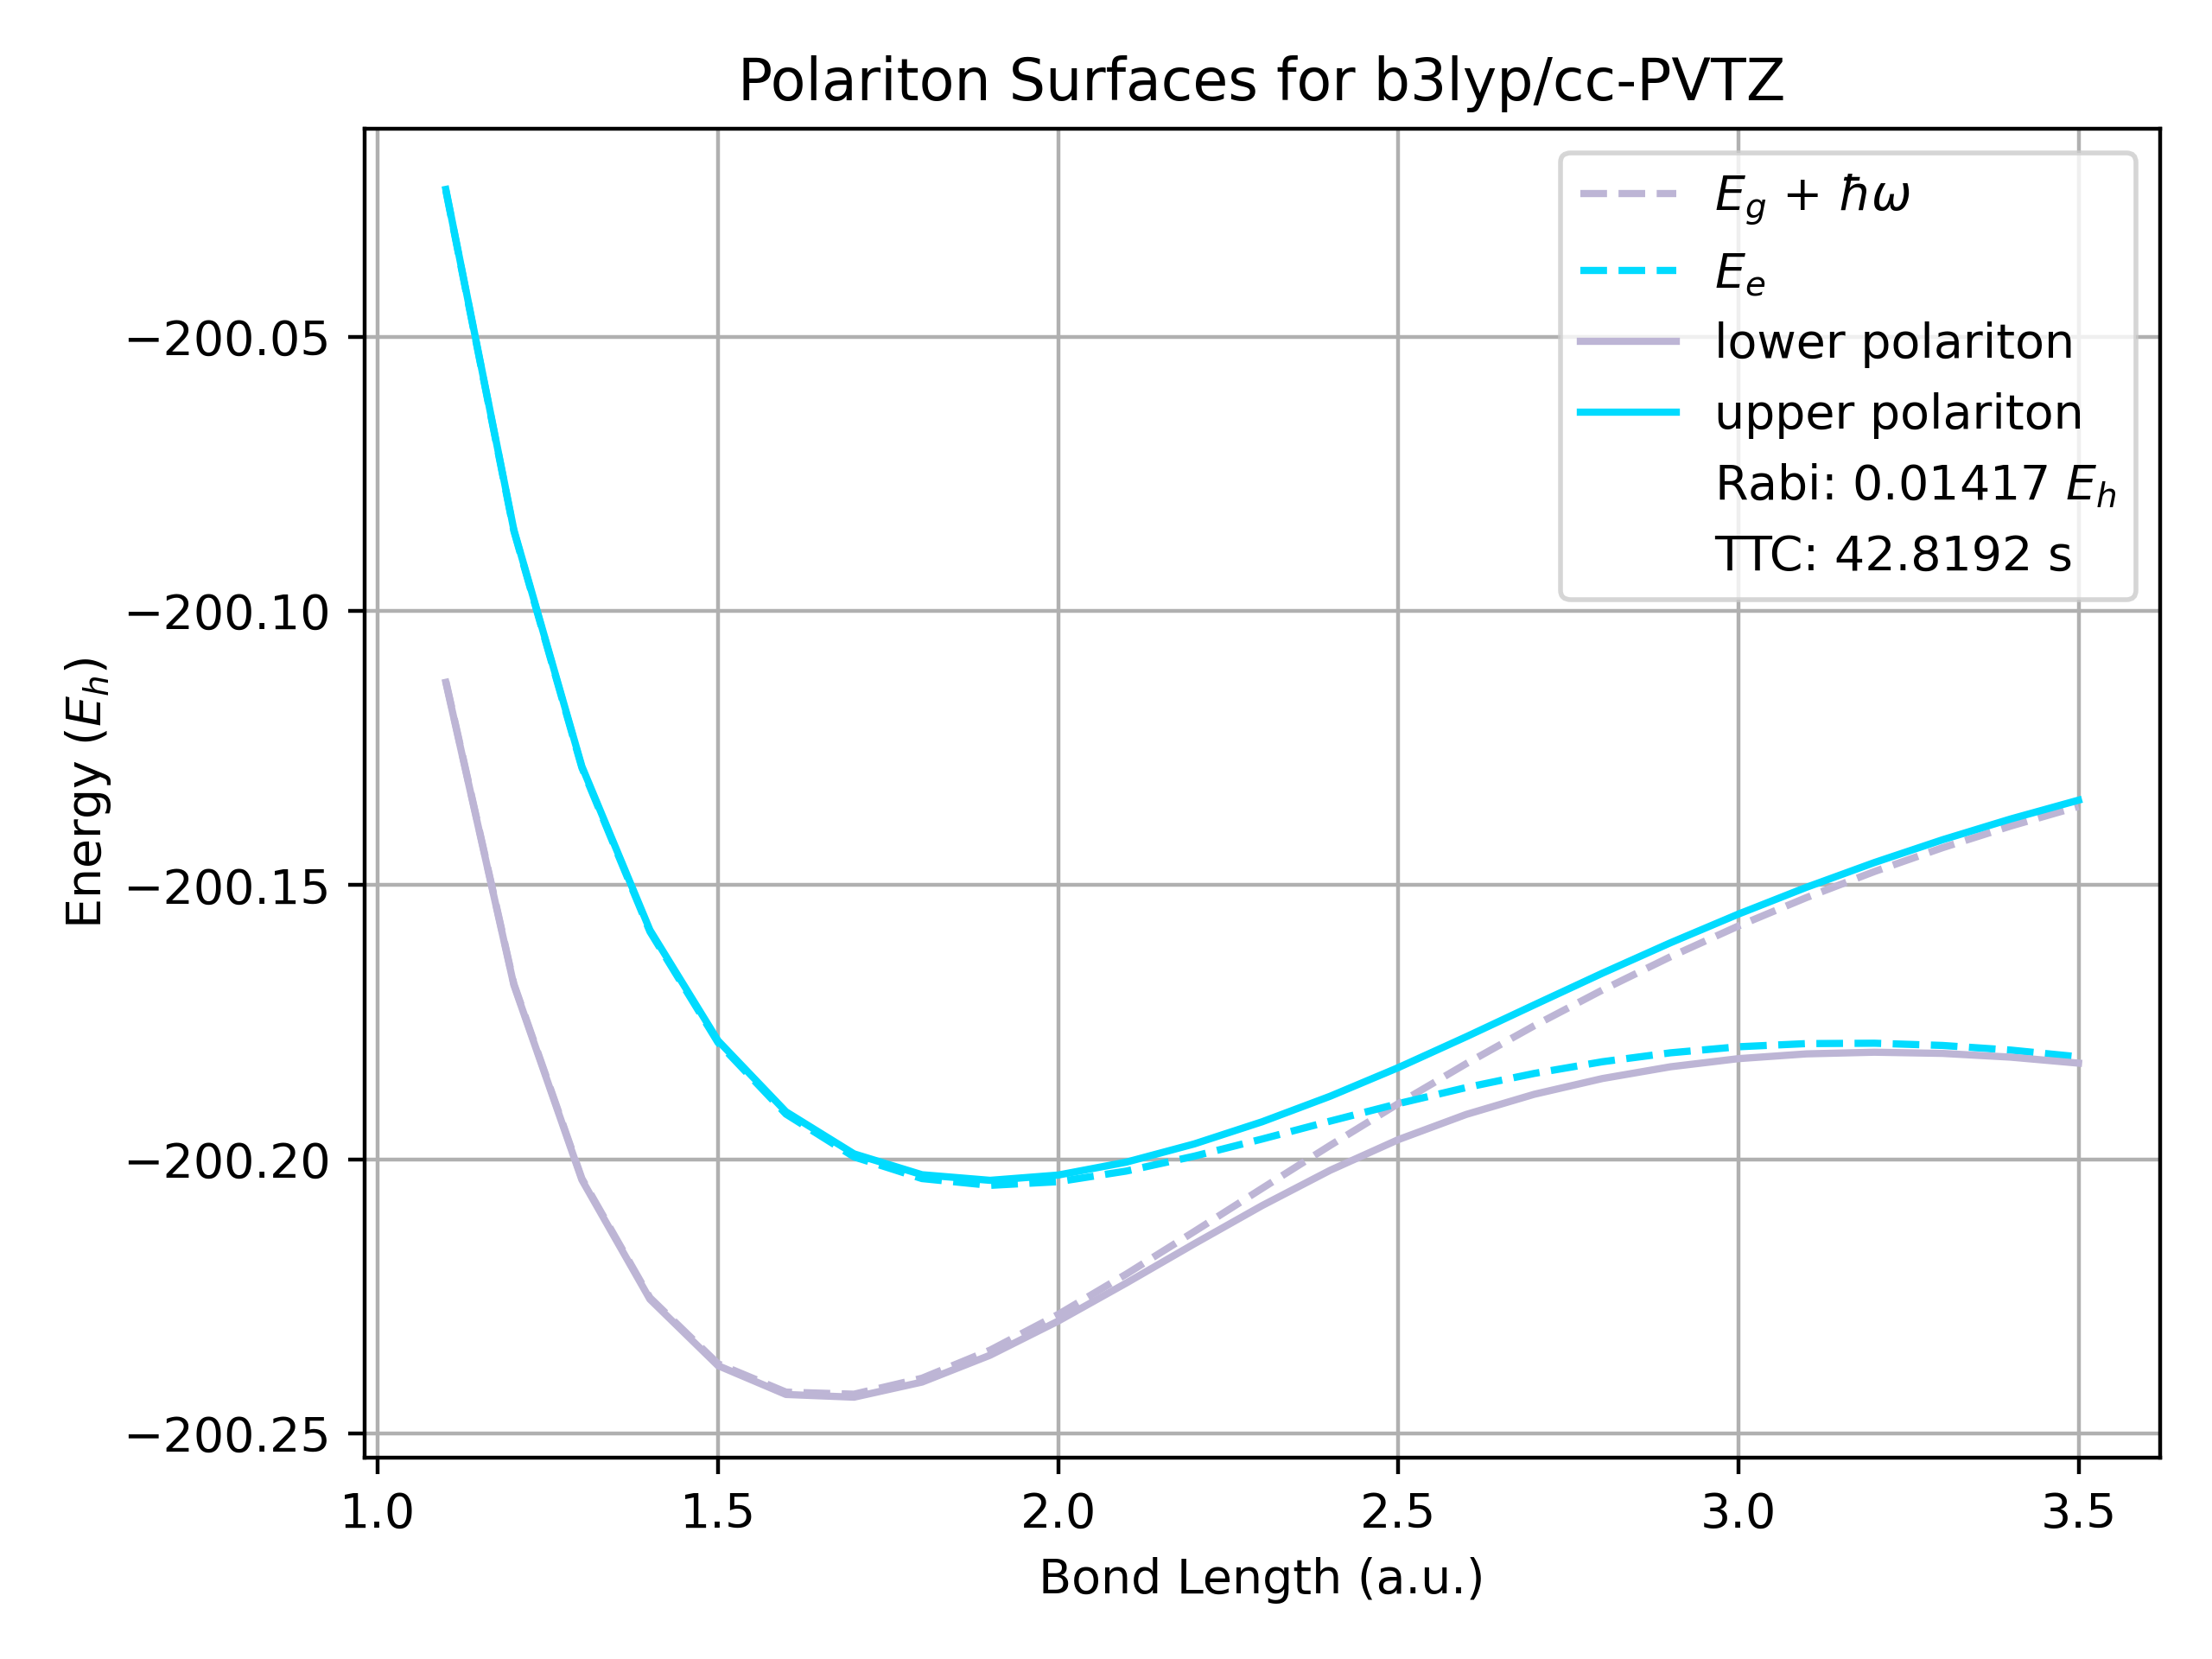 Polariton Surfaces for b3lyp/cc-PVTZ
E_g + ℏω
E_e
lower polariton
upper polariton
Rabi: 0.01417 E_h
TTC: 42.8192 s
Energy (E_h)
−200.05
−200.10
−200.15
−200.20
−200.25
1.0 1.5 2.0 2.5 3.0 3.5
Bond Length (a.u.)